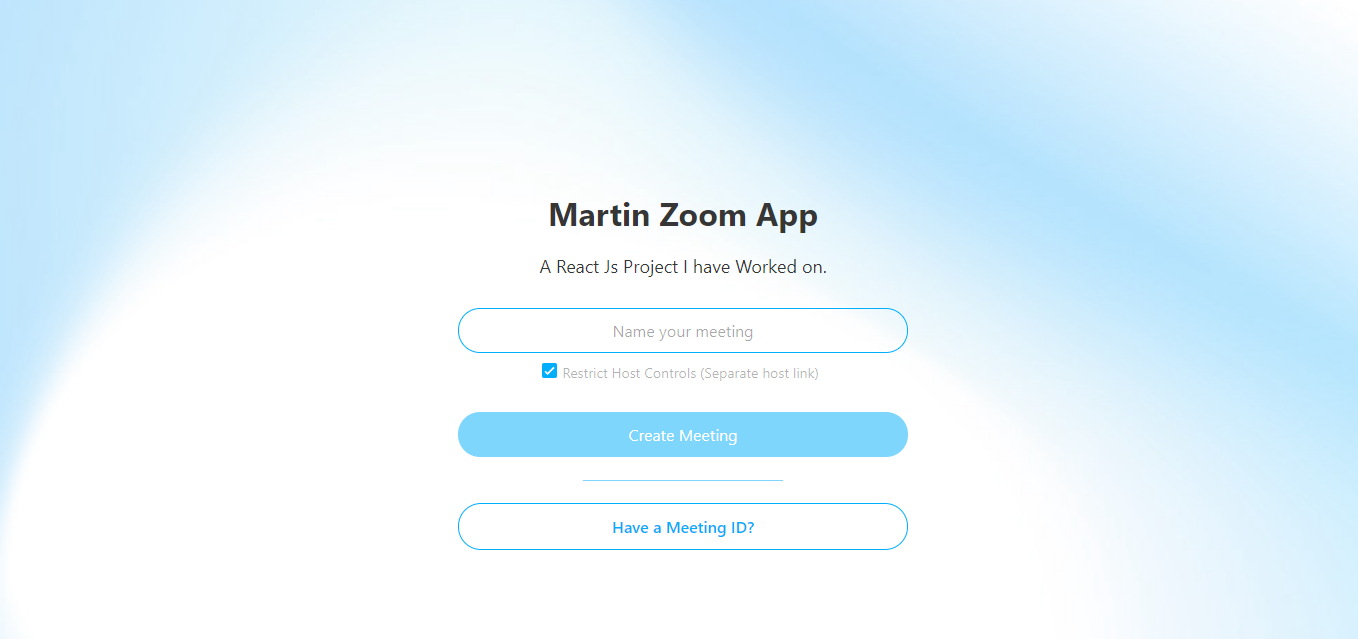 Martin Zoom App
A React Js Project I have Worked on.
Name your meeting
Restrict Host Controls (Separate host link)
Create Meeting
Have a Meeting ID?